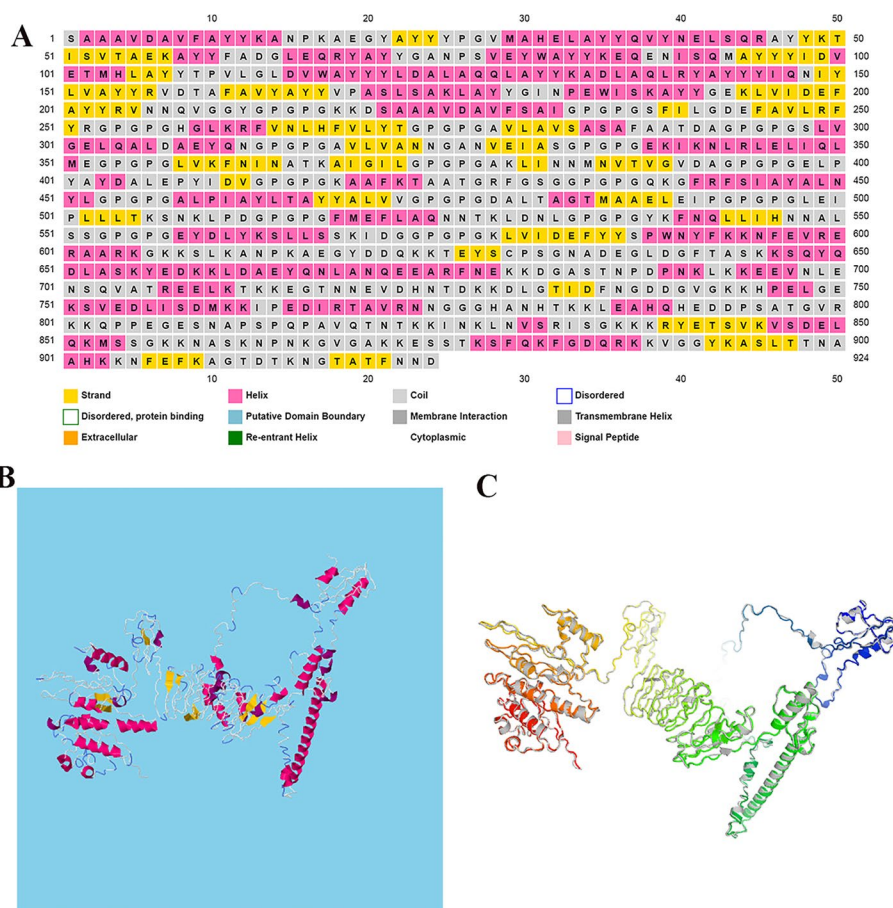 A
10 20 30 40 50
1 S A A A V D A V F A Y Y K A N P K A E G Y A Y Y Y P G V M A H E L A Y Y Q V Y N E L S Q R A Y Y K T 50
51 I S V T A E K A Y Y F A D G L E Q R Y A Y Y G A N P S V E Y W A Y Y K E Q E N I S Q M A Y Y Y I D V 100
101 E T M H L A Y Y T P V L G L D V W A Y Y Y L D A L A Q Q L A Y Y K A D L A Q L R Y A Y Y Y I Q N I Y 150
151 L V A Y Y R V D T A F A V Y A Y Y V P A S L S A K L A Y Y G I N P E W I S K A Y Y G E K L V I D E F 200
201 A Y Y R V N N Q V G G Y G P G P G K K D S A A A V D A V F S A I G P G P G S F I L G D E F A V L R F 250
251 Y R G P G P G H G L K R F V N L H F V L Y T G P G P G A V L A V S A S A F A A T D A G P G P G S L V 300
301 G E L Q A L D A E Y Q N G P G P G A V L V A N N G A N V E I A S G P G P G E K I K N L R L E L I Q L 350
351 M E G P G P G L V K F N I N A T K A I G I L G P G P G A K L I N N M N V T V G V D A G P G P G E L P 400
401 Y A Y D A L E P Y I D V G P G P G K A A F K T A A T G R F G S G G P G P G Q K G F R F S I A Y A L N 450
451 Y L G P G P G A L P I A Y L T A Y Y A L V V G P G P G D A L T A G T M A A E L E I P G P G P G L E I 500
501 P L L L T K S N K L P D G P G P G F M E F L A Q N N T K L D N L G P G P G Y K F N Q L L I H N N A L 550
551 S S G P G P G E Y D L Y K S L L S S K I D G G P G P G K L V I D E F Y Y S P W N Y F K K N F E V R E 600
601 R A A R K G K K S L K A N P K A E G Y D D Q K K T E Y S C P S G N A D E G L D G F T A S K K S Q Y Q 650
651 D L A S K Y E D K K L D A E Y Q N L A N Q E E A R F N E K K D G A S T N P D P N K L K K E E V N L E 700
701 N S Q V A T R E E L K T K K E G T N E V D H N T D K K D L T I D F N G D D G V G K K H P E L G E 750
751 K S V E D L I S D M K K I P E D I R T A V R N N G G G H A N H T K K L E A H Q H E D D P S A T G V R 800
801 K K Q P P E G E S N A P S P Q P A V Q T N T K K I N K L N V S R I S G K K K R Y E T S V K V S D E L 850
851 Q K M S S G K K N A S K P N K G V G A K K E S S T K S F Q K F G D Q R K K V G G Y K A S L T T N A 900
901 A H K K N F E F K A G T D T K N G T A T F N N D 924
10 20 30 40 50
Strand Helix Coil Disordered
Disordered, protein binding Putative Domain Boundary Membrane Interaction Transmembrane Helix
Extracellular Re-entrant Helix Cytoplasmic Signal Peptide
B
C